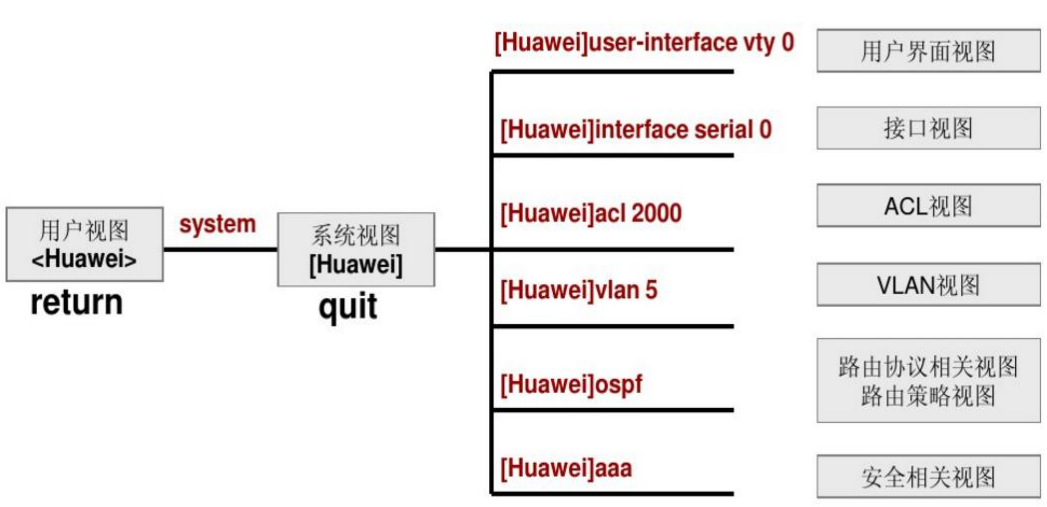 [Huawei]user-interface vty 0
用户界面视图
[Huawei]interface serial 0
接口视图
[Huawei]acl 2000
ACL视图
用户视图
<Huawei>
return
system
系统视图
[Huawei]
quit
[Huawei]vlan 5
VLAN视图
[Huawei]ospf
路由协议相关视图
路由策略视图
[Huawei]aaa
安全相关视图